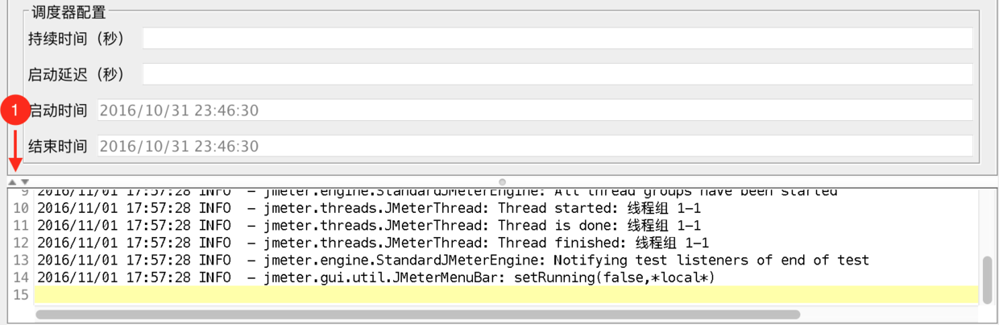 调度器配置
持续时间（秒）
启动延迟（秒）
1
启动时间 2016/10/31 23:46:30
结束时间 2016/10/31 23:46:30
9 2016/11/01 17:57:28 INFO - jmeter.engine.StandardJMeterEngine: All thread groups have been started
10 2016/11/01 17:57:28 INFO - jmeter.threads.JMeterThread: Thread started: 线程组 1-1
11 2016/11/01 17:57:28 INFO - jmeter.threads.JMeterThread: Thread is done: 线程组 1-1
12 2016/11/01 17:57:28 INFO - jmeter.threads.JMeterThread: Thread finished: 线程组 1-1
13 2016/11/01 17:57:28 INFO - jmeter.engine.StandardJMeterEngine: Notifying test listeners of end of test
14 2016/11/01 17:57:28 INFO - jmeter.gui.util.JMeterMenuBar: setRunning(false,*local*)
15